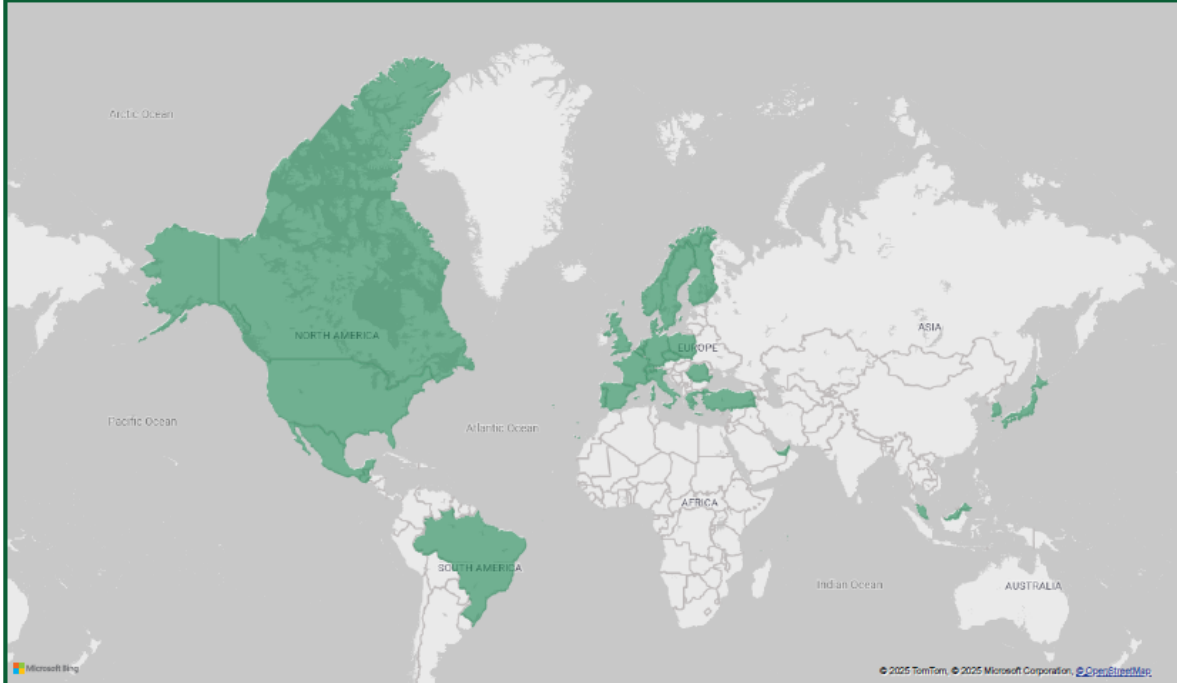 Arctic Ocean
NORTH AMERICA
ASIA
EUROPE
Pacific Ocean
Atlantic Ocean
AFRICA
SOUTH AMERICA
Indian Ocean
AUSTRALIA
Microsoft Bing
© 2025 TomTom, © 2025 Microsoft Corporation, © OpenStreetMap